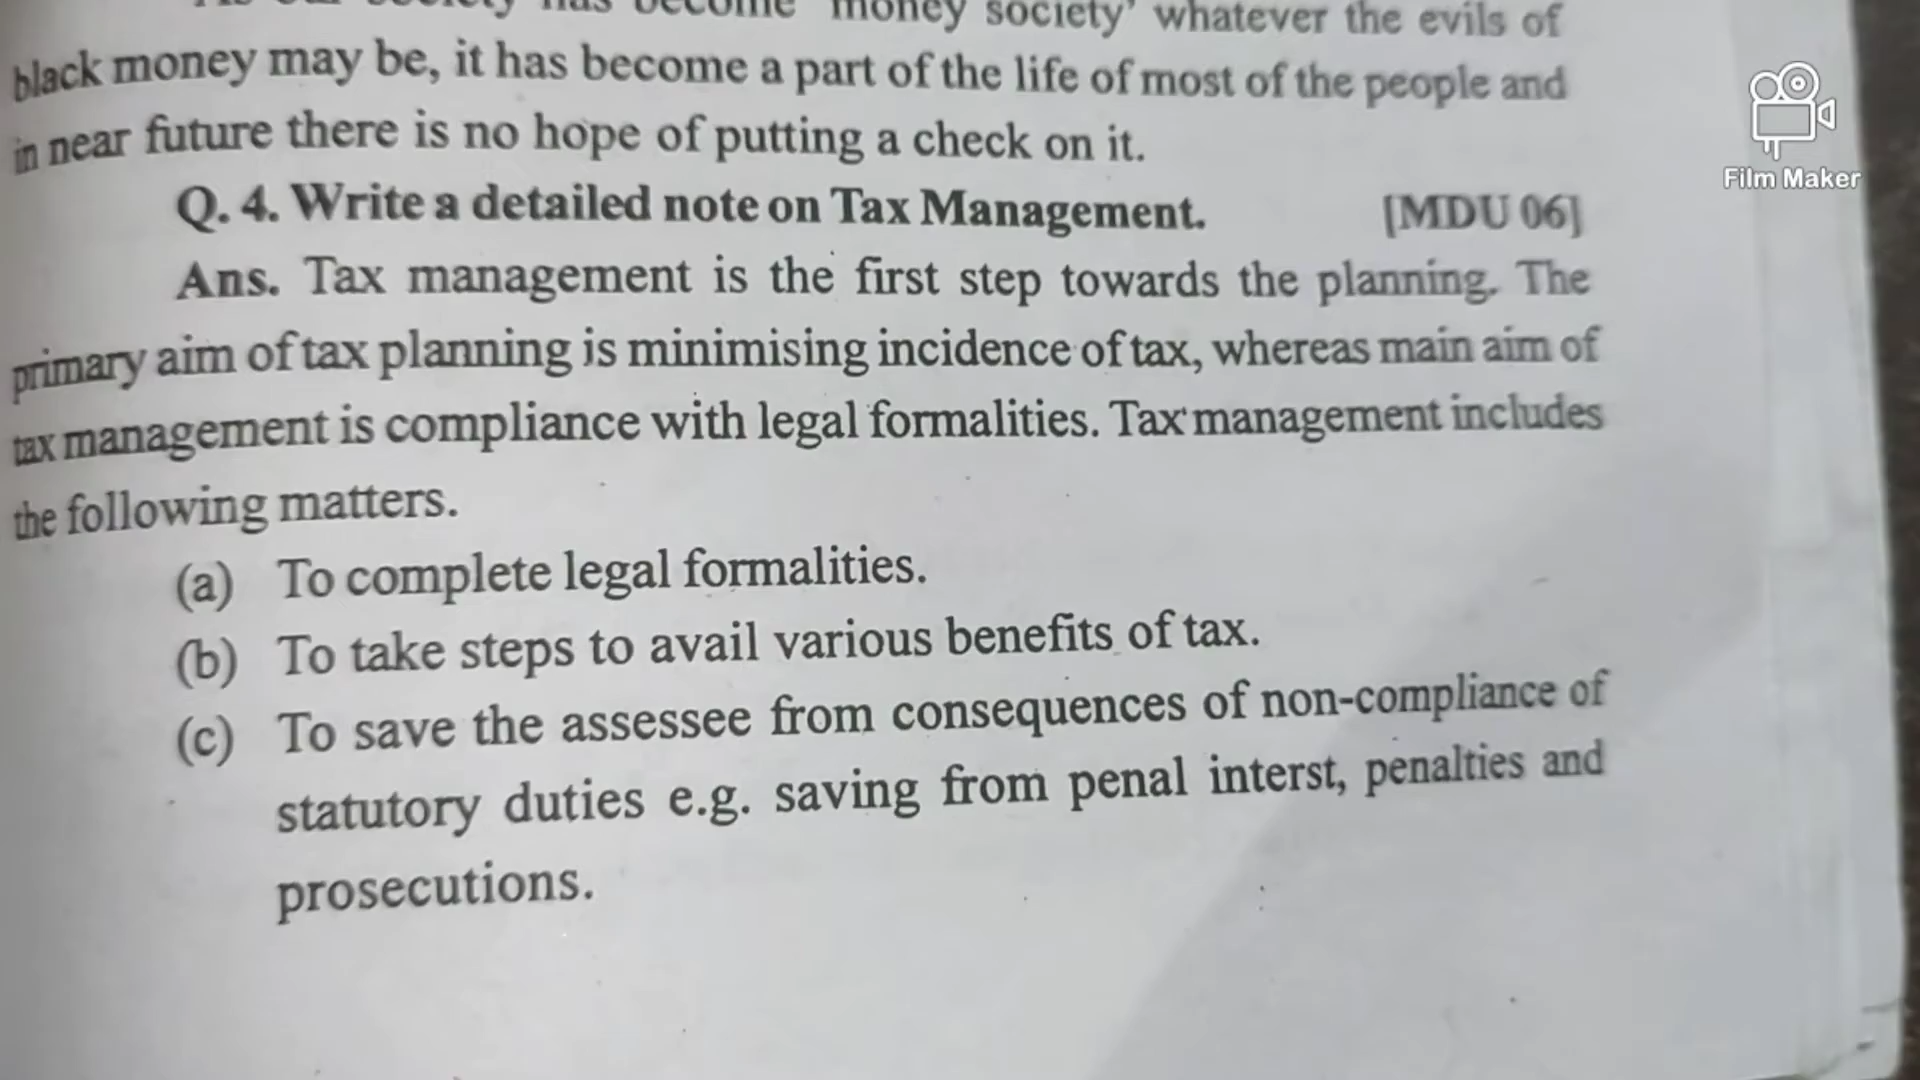 has become 'money society' whatever the evils of
black money may be, it has become a part of the life of most of the people and
in near future there is no hope of putting a check on it.
Q. 4. Write a detailed note on Tax Management. [MDU 06]
Ans. Tax management is the first step towards the planning. The
primary aim of tax planning is minimising incidence of tax, whereas main aim of
tax management is compliance with legal formalities. Tax management includes
the following matters.
(a) To complete legal formalities.
(b) To take steps to avail various benefits of tax.
(c) To save the assessee from consequences of non-compliance of
statutory duties e.g. saving from penal interst, penalties and
prosecutions.
Film Maker